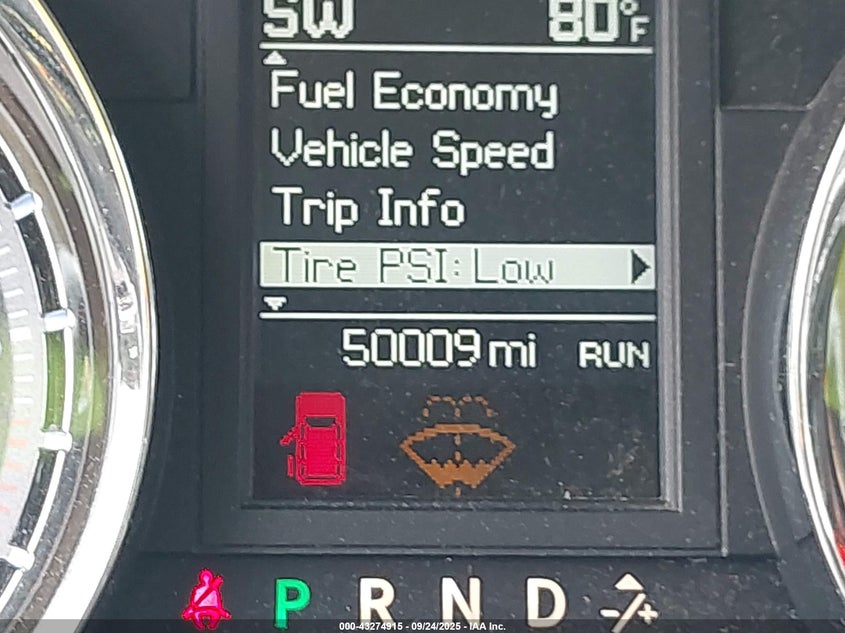 SW 80°F
Fuel Economy
Vehicle Speed
Trip Info
Tire PSI: Low
50009 mi RUN
P R N D -/+
000-43274915 - 09/24/2025 - IAA Inc.